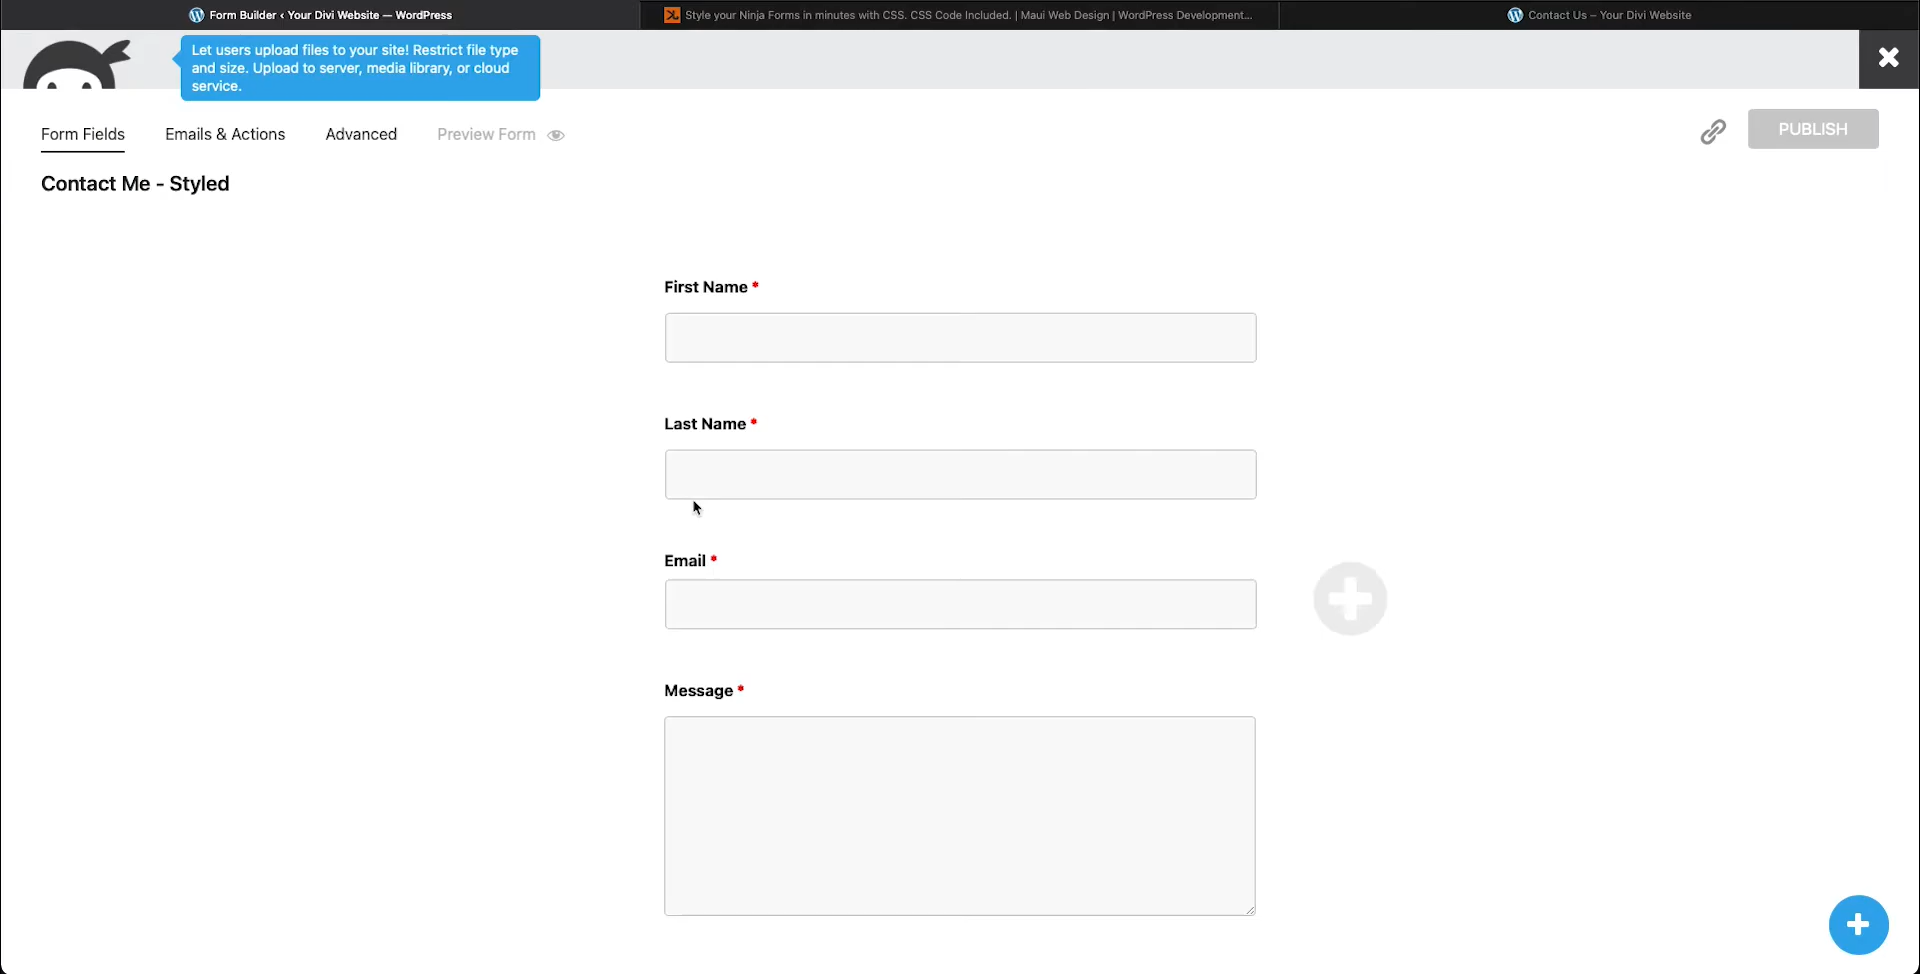 Form Builder ‹ Your Divi Website — WordPress
Style your Ninja Forms in minutes with CSS. CSS Code Included. | Maui Web Design | WordPress Development...
Contact Us – Your Divi Website
Let users upload files to your site! Restrict file type
and size. Upload to server, media library, or cloud
service.
Form Fields
Emails & Actions
Advanced
Preview Form
PUBLISH
Contact Me - Styled
First Name *
Last Name *
Email *
Message *